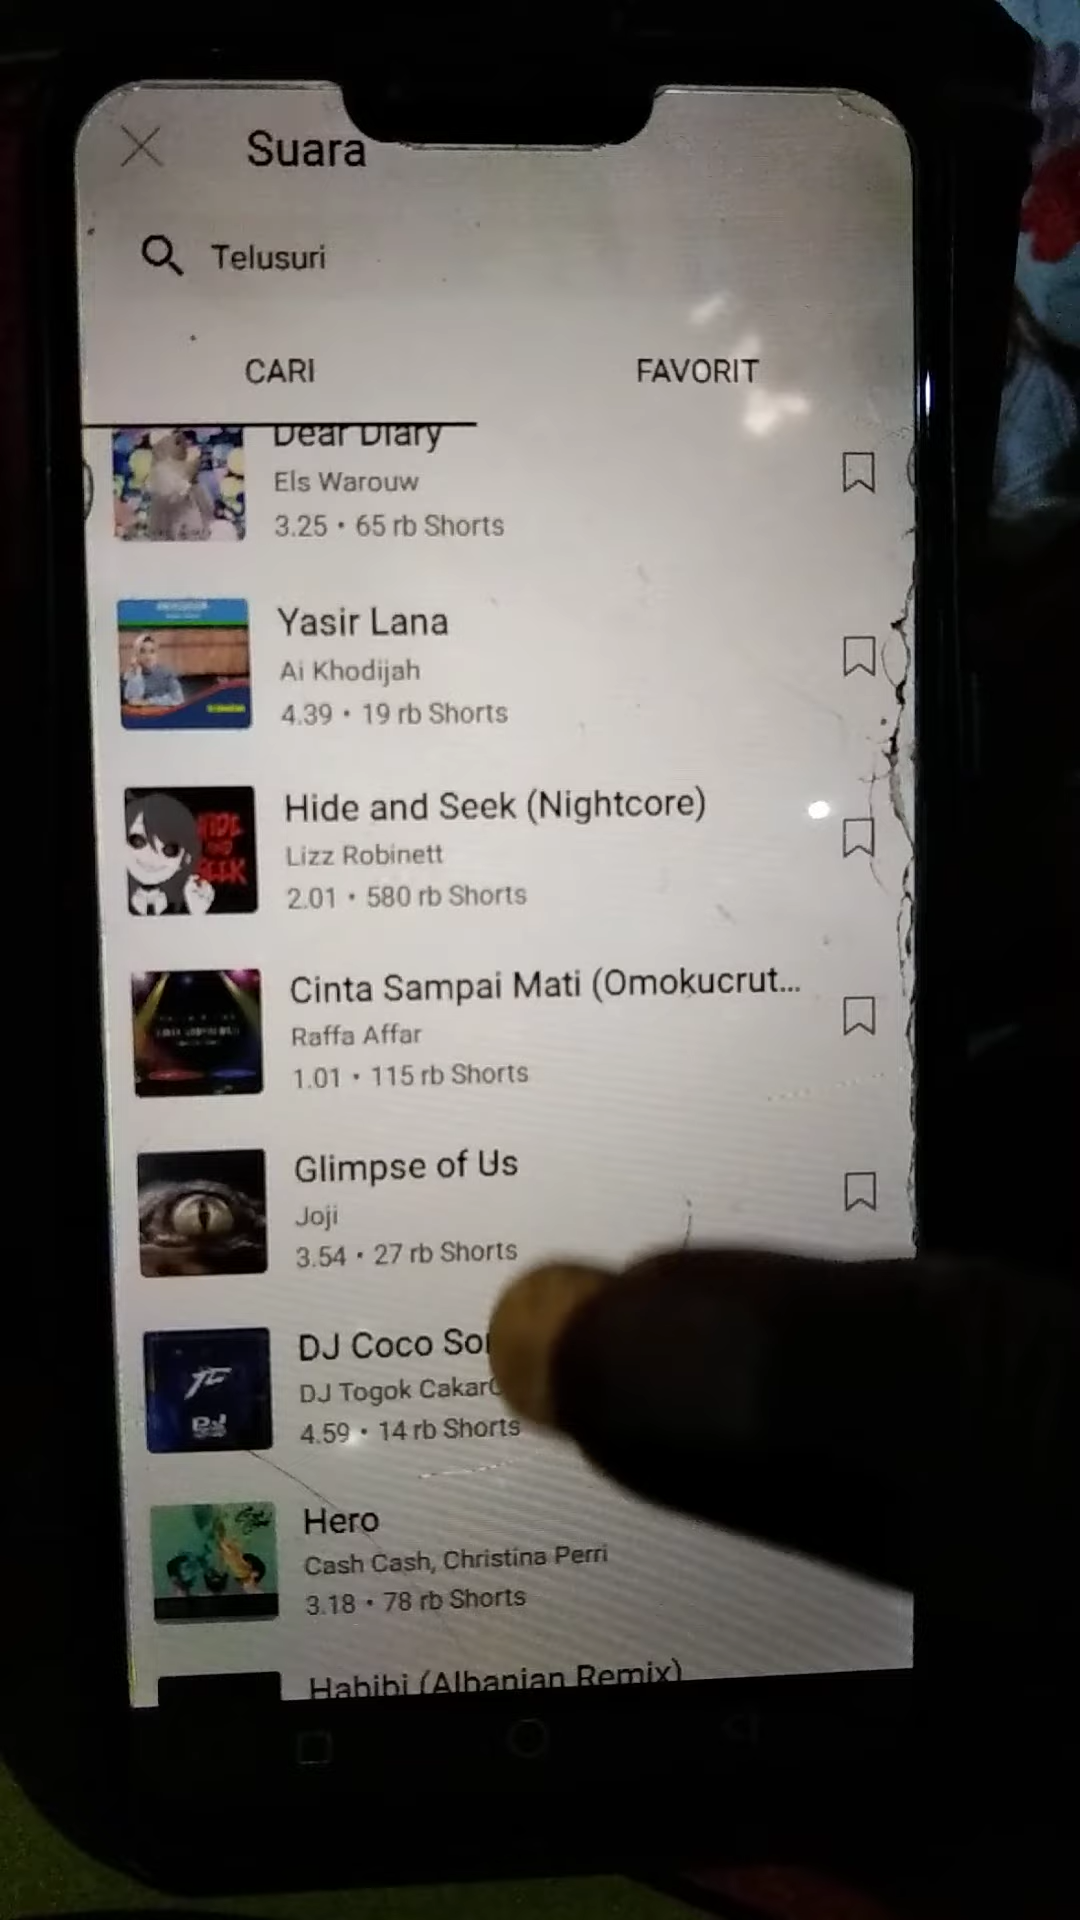 Suara
Telusuri
CARI
FAVORIT
Dear Diary
Els Warouw
3.25 • 65 rb Shorts
Yasir Lana
Ai Khodijah
4.39 • 19 rb Shorts
HIDE
AND
SEEK
Hide and Seek (Nightcore)
Lizz Robinett
2.01 • 580 rb Shorts
Cinta Sampai Mati (Omokucrut...
Raffa Affar
1.01 • 115 rb Shorts
Glimpse of Us
Joji
3.54 • 27 rb Shorts
DJ Coco
DJ Togok
4.59 • 14 rb Shorts
Hero
Cash Cash, Christina Perri
3.18 • 78 rb Shorts
Habibi (Albanian Remix)